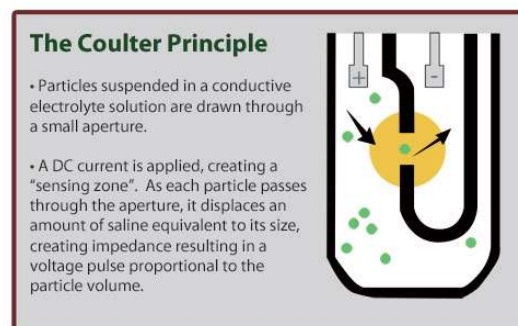 The Coulter Principle
• Particles suspended in a conductive
electrolyte solution are drawn through
a small aperture.
• A DC current is applied, creating a
“sensing zone”. As each particle passes
through the aperture, it displaces an
amount of saline equivalent to its size,
creating impedance resulting in a
voltage pulse proportional to the
particle volume.
+ -